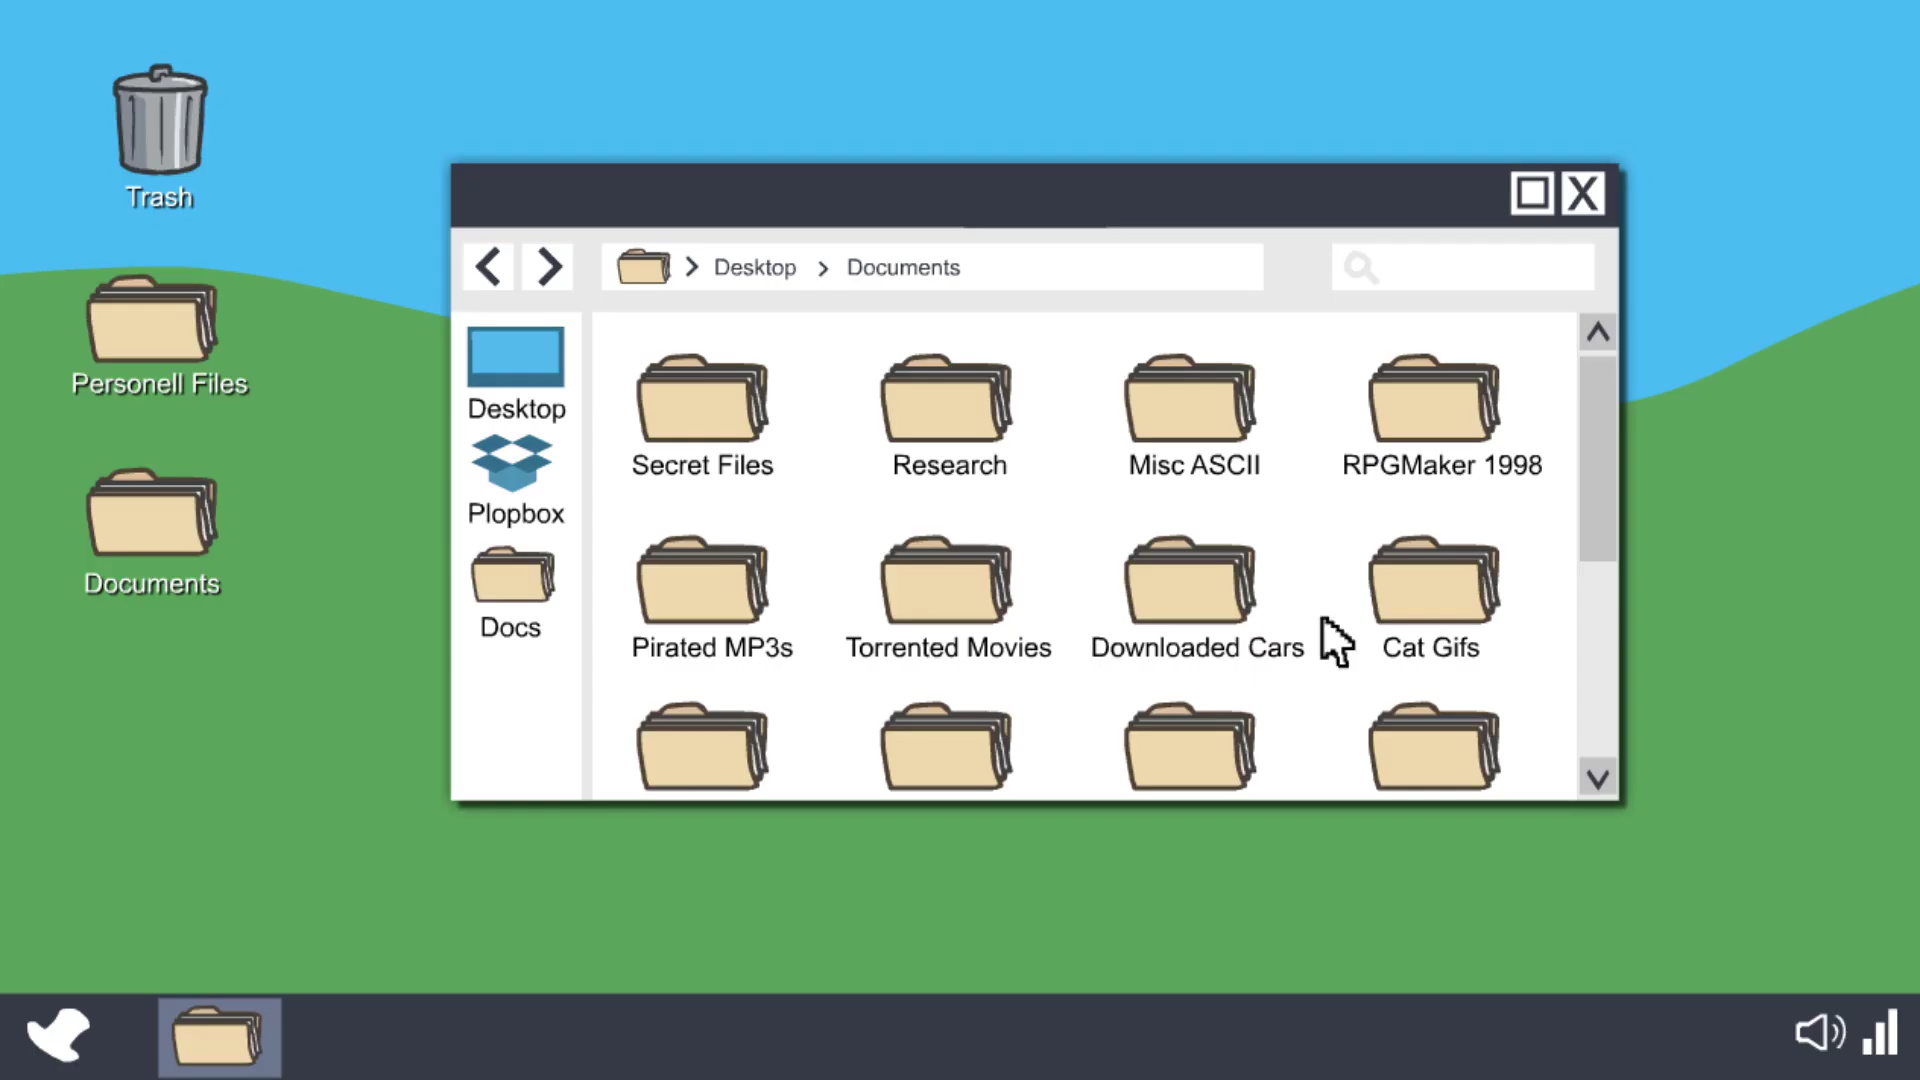 Trash
Personell Files
Documents
X
Desktop > Documents
Desktop
Plopbox
Docs
Secret Files
Research
Misc ASCII
RPGMaker 1998
Pirated MP3s
Torrented Movies
Downloaded Cars
Cat Gifs